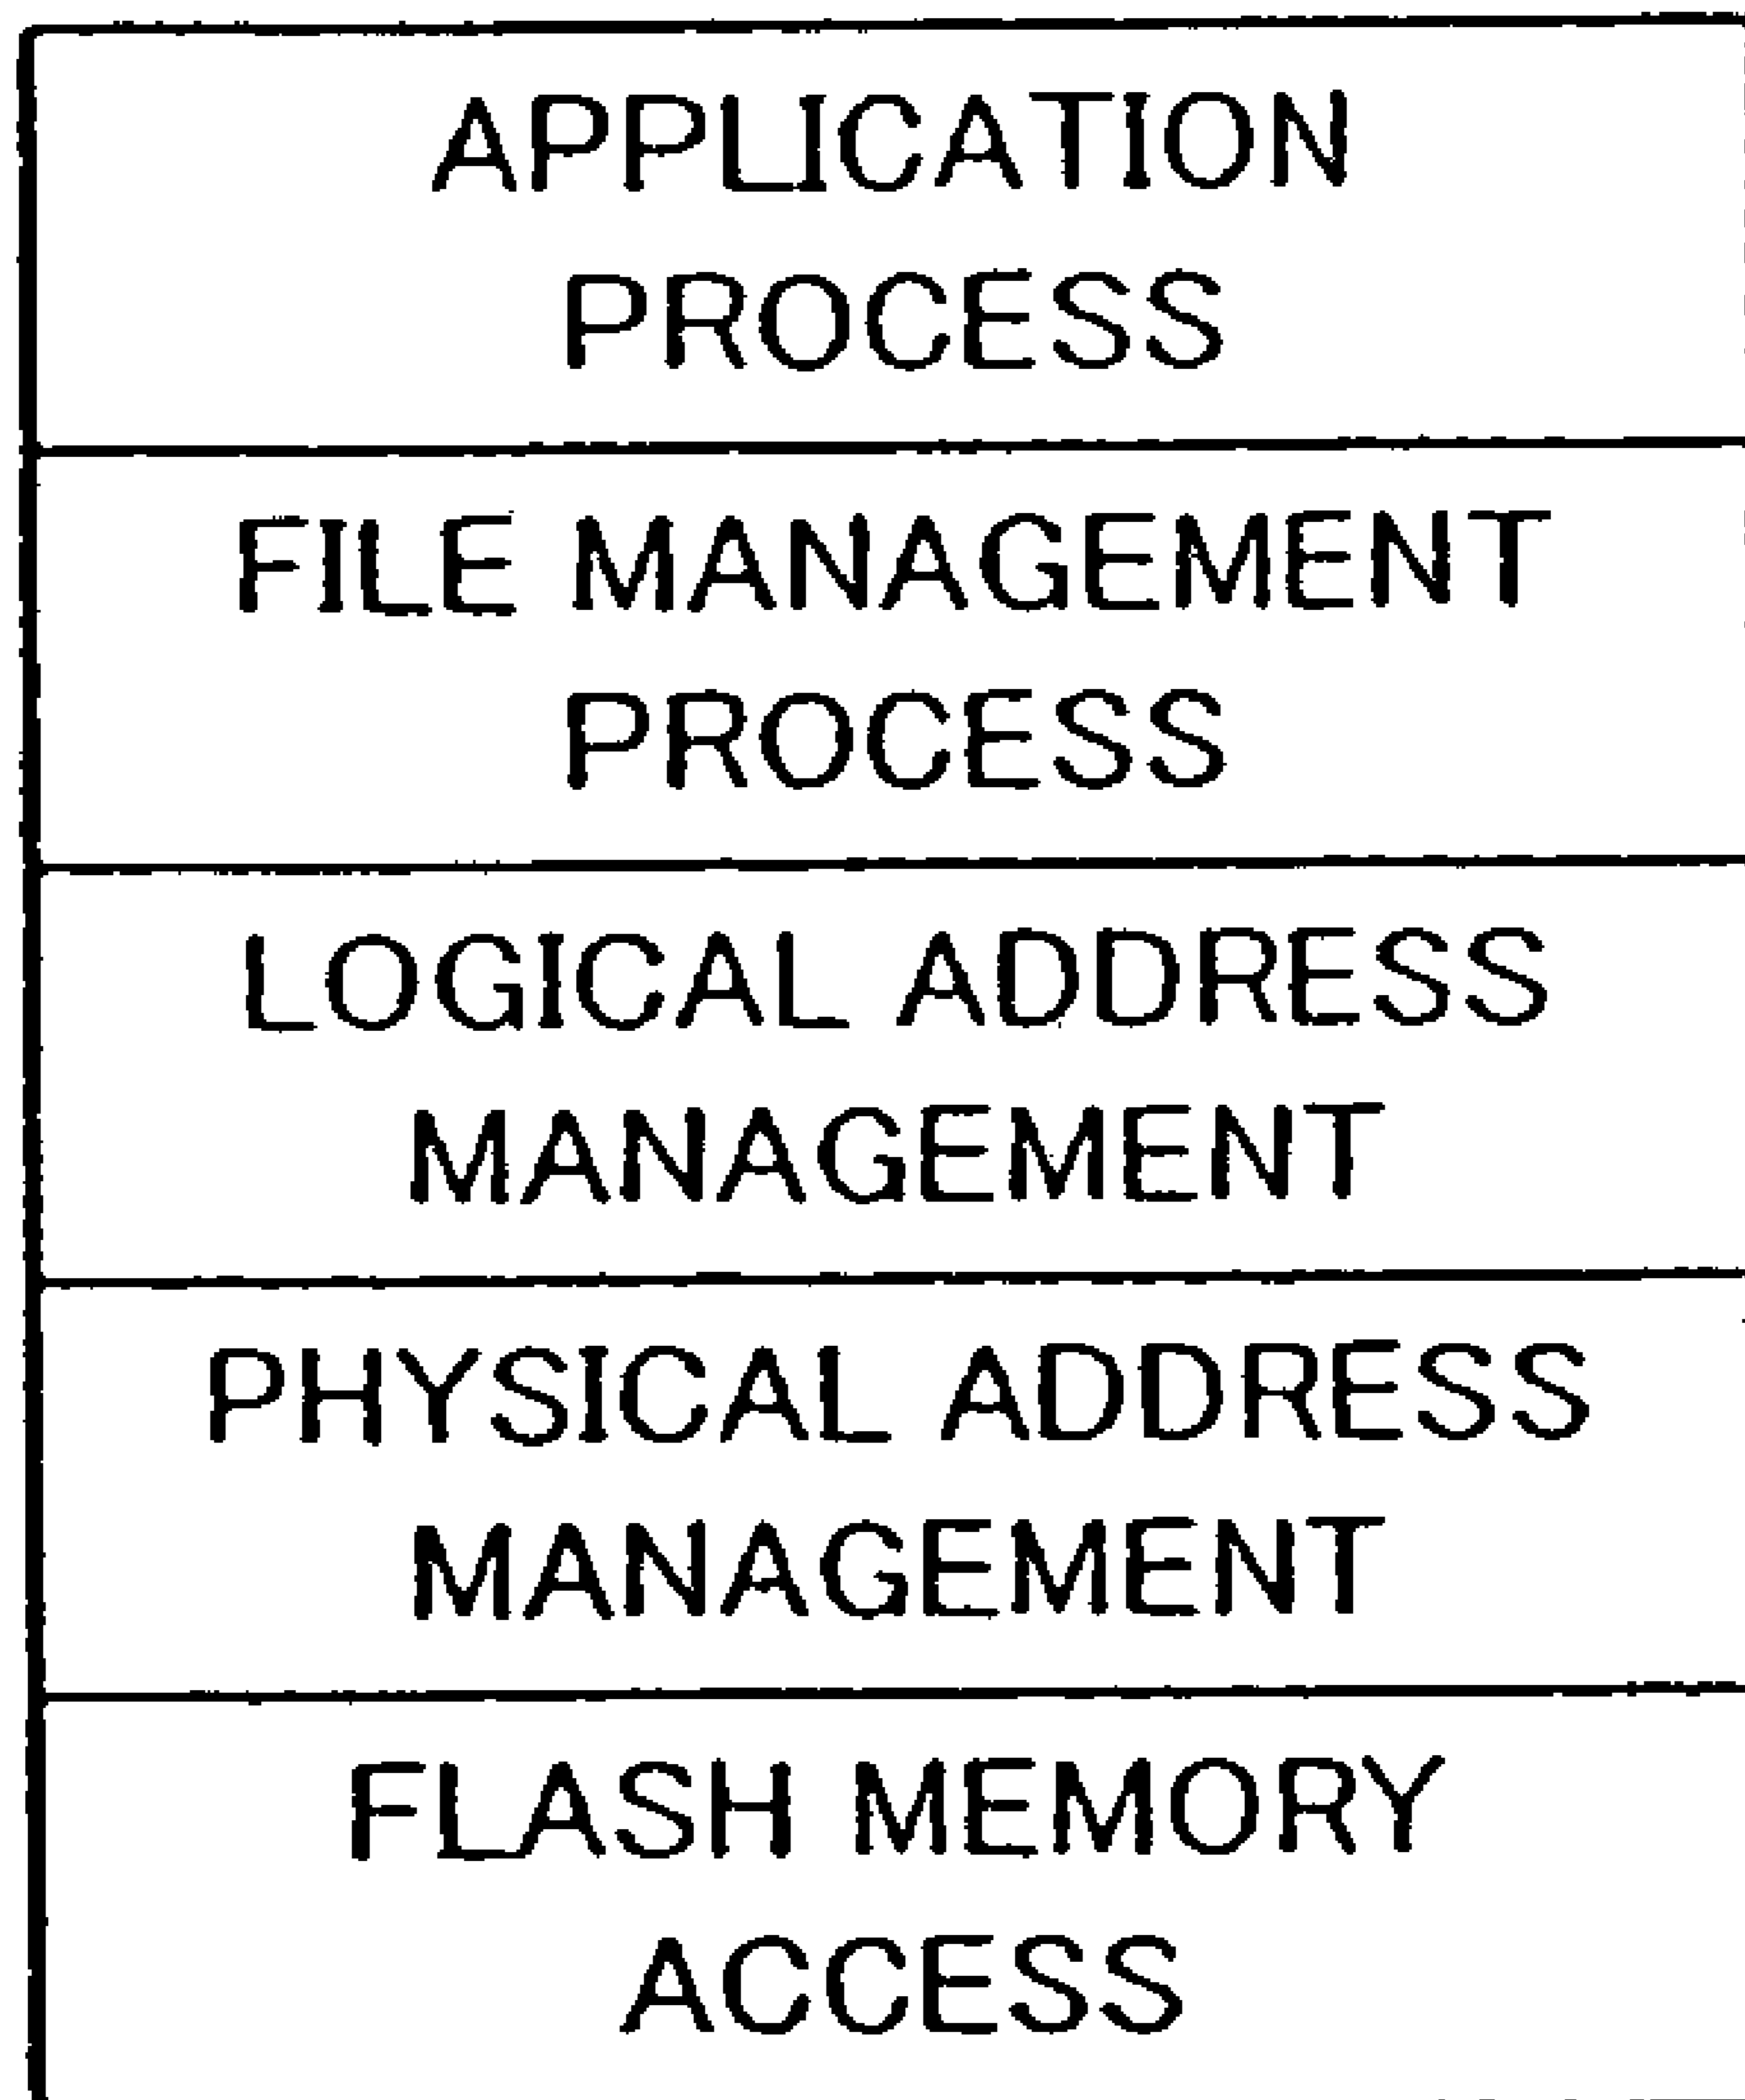 APPLICATION
PROCESS
FILE MANAGEMENT
PROCESS
LOGICAL ADDRESS
MANAGEMENT
PHYSICAL ADDRESS
MANAGEMENT
FLASH MEMORY
ACCESS